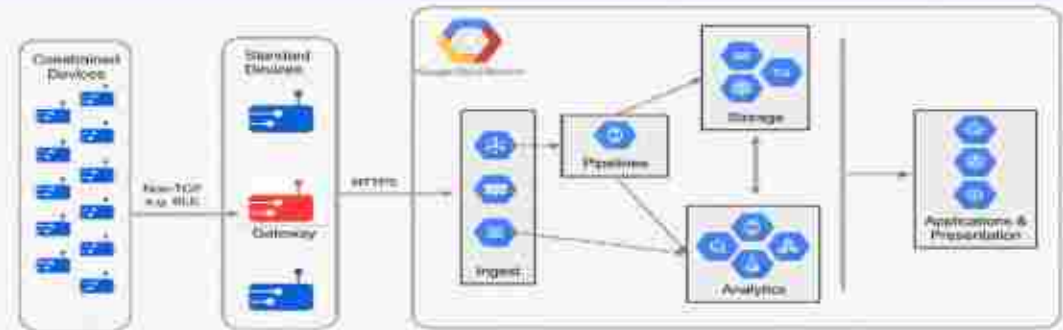 Constrained
Devices
Standard
Devices
Gateway
Non-TCP
e.g. BLE
HTTPS
Ingest
Pipelines
Storage
Analytics
Applications &
Presentation